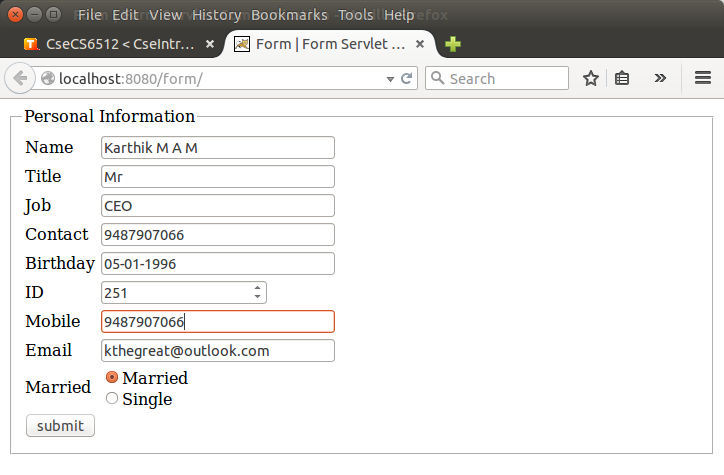 File Edit View History Bookmarks Tools Help
CseCS6512 < CseIntr... × Form | Form Servlet ... ×
localhost:8080/form/ Search
Personal Information
Name Karthik M A M
Title Mr
Job CEO
Contact 9487907066
Birthday 05-01-1996
ID 251
Mobile 9487907066
Email kthegreat@outlook.com
Married Married
Single
submit